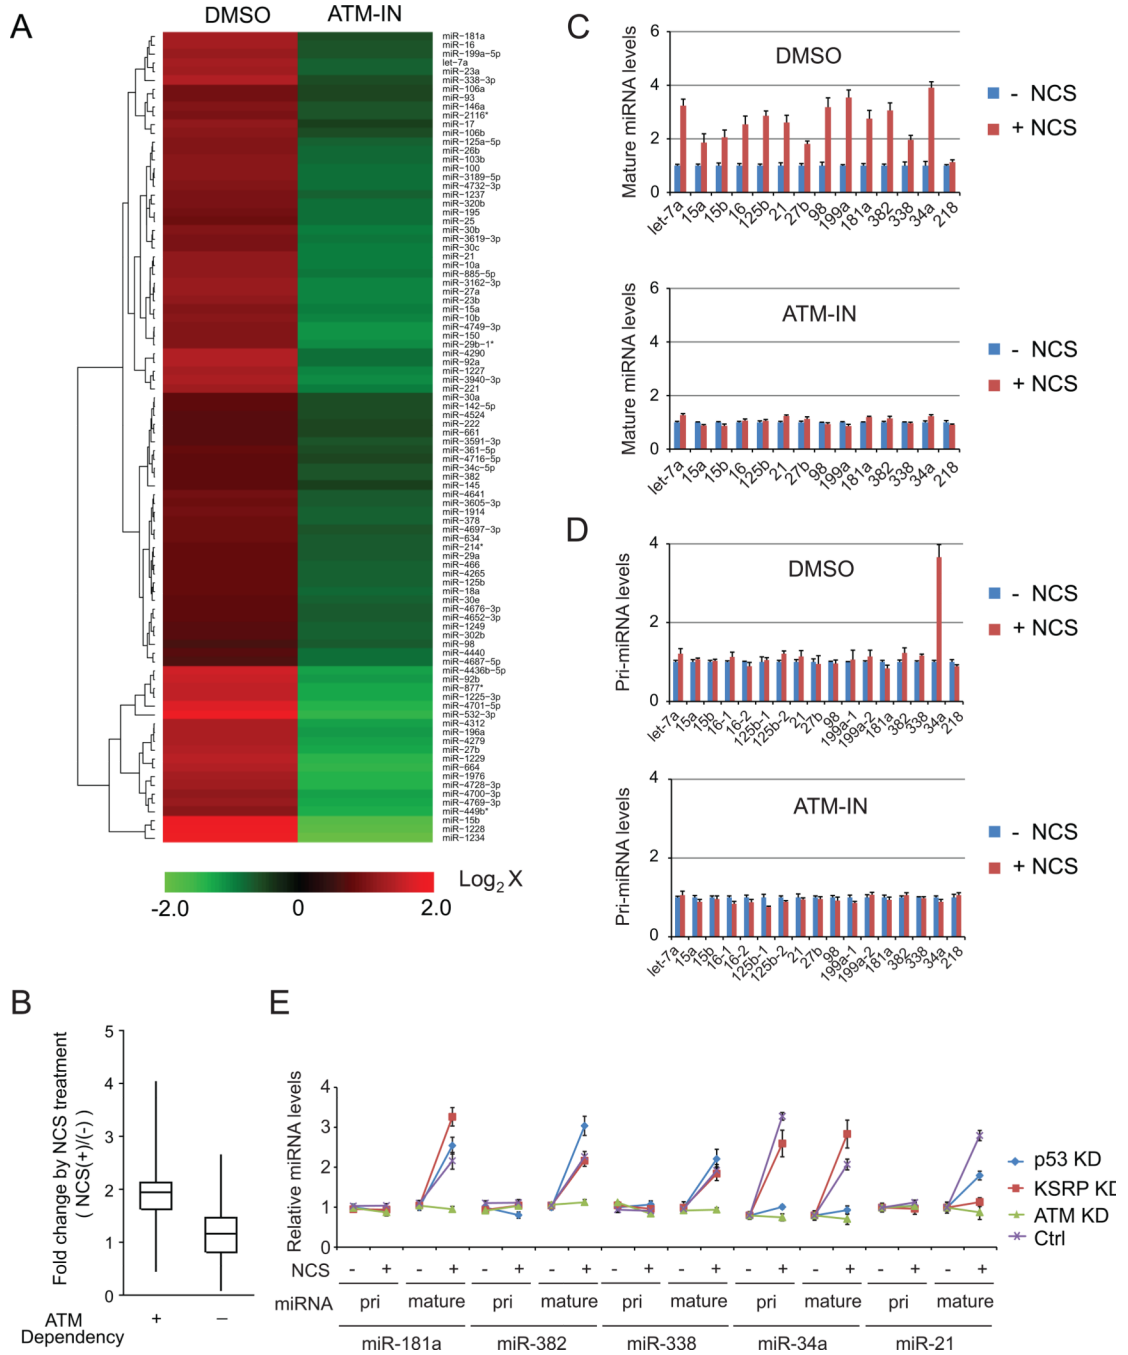 A
DMSO ATM-IN
miR-181a
miR-16
miR-199a-5p
let-7a
miR-23a
miR-338-3p
miR-106a
miR-93
miR-146a
miR-2116*
miR-17
miR-106b
miR-125a-5p
miR-26b
miR-103b
miR-100
miR-3189-5p
miR-4732-3p
miR-1237
miR-320b
miR-195
miR-25
miR-30b
miR-3619-3p
miR-30c
miR-21
miR-10a
miR-885-5p
miR-3162-3p
miR-27a
miR-23b
miR-15a
miR-10b
miR-4749-3p
miR-150
miR-29b-1*
miR-4290
miR-92a
miR-1227
miR-3940-3p
miR-221
miR-30a
miR-142-5p
miR-4524
miR-222
miR-661
miR-3591-3p
miR-361-5p
miR-4716-5p
miR-34c-5p
miR-382
miR-145
miR-4641
miR-3605-3p
miR-1914
miR-378
miR-4697-3p
miR-634
miR-214*
miR-29a
miR-466
miR-4265
miR-125b
miR-18a
miR-30e
miR-4676-3p
miR-4652-3p
miR-1249
miR-302b
miR-98
miR-4440
miR-4687-5p
miR-4436b-5p
miR-92b
miR-877*
miR-1225-3p
miR-4701-5p
miR-532-3p
miR-4312
miR-196a
miR-4279
miR-27b
miR-1229
miR-664
miR-1976
miR-4728-3p
miR-4700-3p
miR-4769-3p
miR-449b*
miR-15b
miR-1228
miR-1234
Log2 X
-2.0 0 2.0
B
Fold change by NCS treatment
( NCS(+)/(-) )
5
4
3
2
1
0
ATM
Dependency
+ −
C
Mature miRNA levels
6
4
2
0
DMSO
- NCS
+ NCS
let-7a 15a 15b 16 125b 21 27b 98 199a 181a 382 338 34a 218
Mature miRNA levels
6
4
2
0
ATM-IN
- NCS
+ NCS
let-7a 15a 15b 16 125b 21 27b 98 199a 181a 382 338 34a 218
D
Pri-miRNA levels
4
2
0
DMSO
- NCS
+ NCS
let-7a 15a 15b 16-1 16-2 125b-1 125b-2 21 27b 98 199a-1 199a-2 181a 382 338 34a 218
Pri-miRNA levels
4
2
0
ATM-IN
- NCS
+ NCS
let-7a 15a 15b 16-1 16-2 125b-1 125b-2 21 27b 98 199a-1 199a-2 181a 382 338 34a 218
E
Relative miRNA levels
4
3
2
1
0
p53 KD
KSRP KD
ATM KD
Ctrl
NCS - + - + - + - + - + - + - + - + - + - +
miRNA pri mature pri mature pri mature pri mature pri mature
miR-181a miR-382 miR-338 miR-34a miR-21